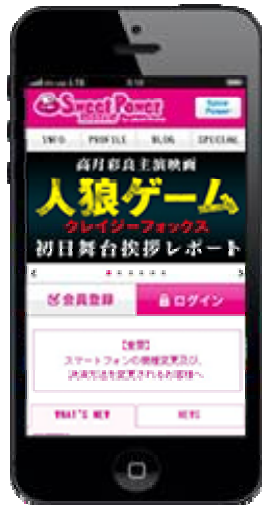 Sweet Power
INFO PROFILE BLOG SPECIAL
高月彩良主演映画
人狼ゲーム
クレイジーフォックス
初日舞台挨拶レポート
会員登録 ログイン
【重要】
スマートフォンの機種変更及び、
決済方法を変更されるお客様へ
WHAT'S NEW NEWS